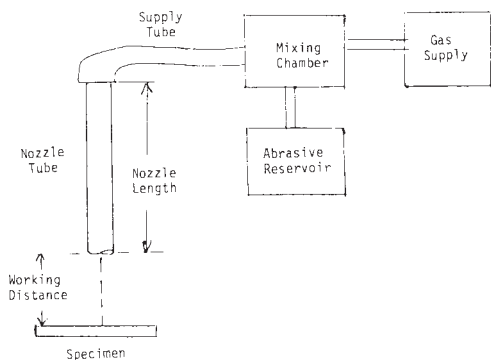 Supply
Tube
Mixing
Chamber
Gas
Supply
Nozzle
Tube
Nozzle
Length
Abrasive
Reservoir
Working
Distance
Specimen